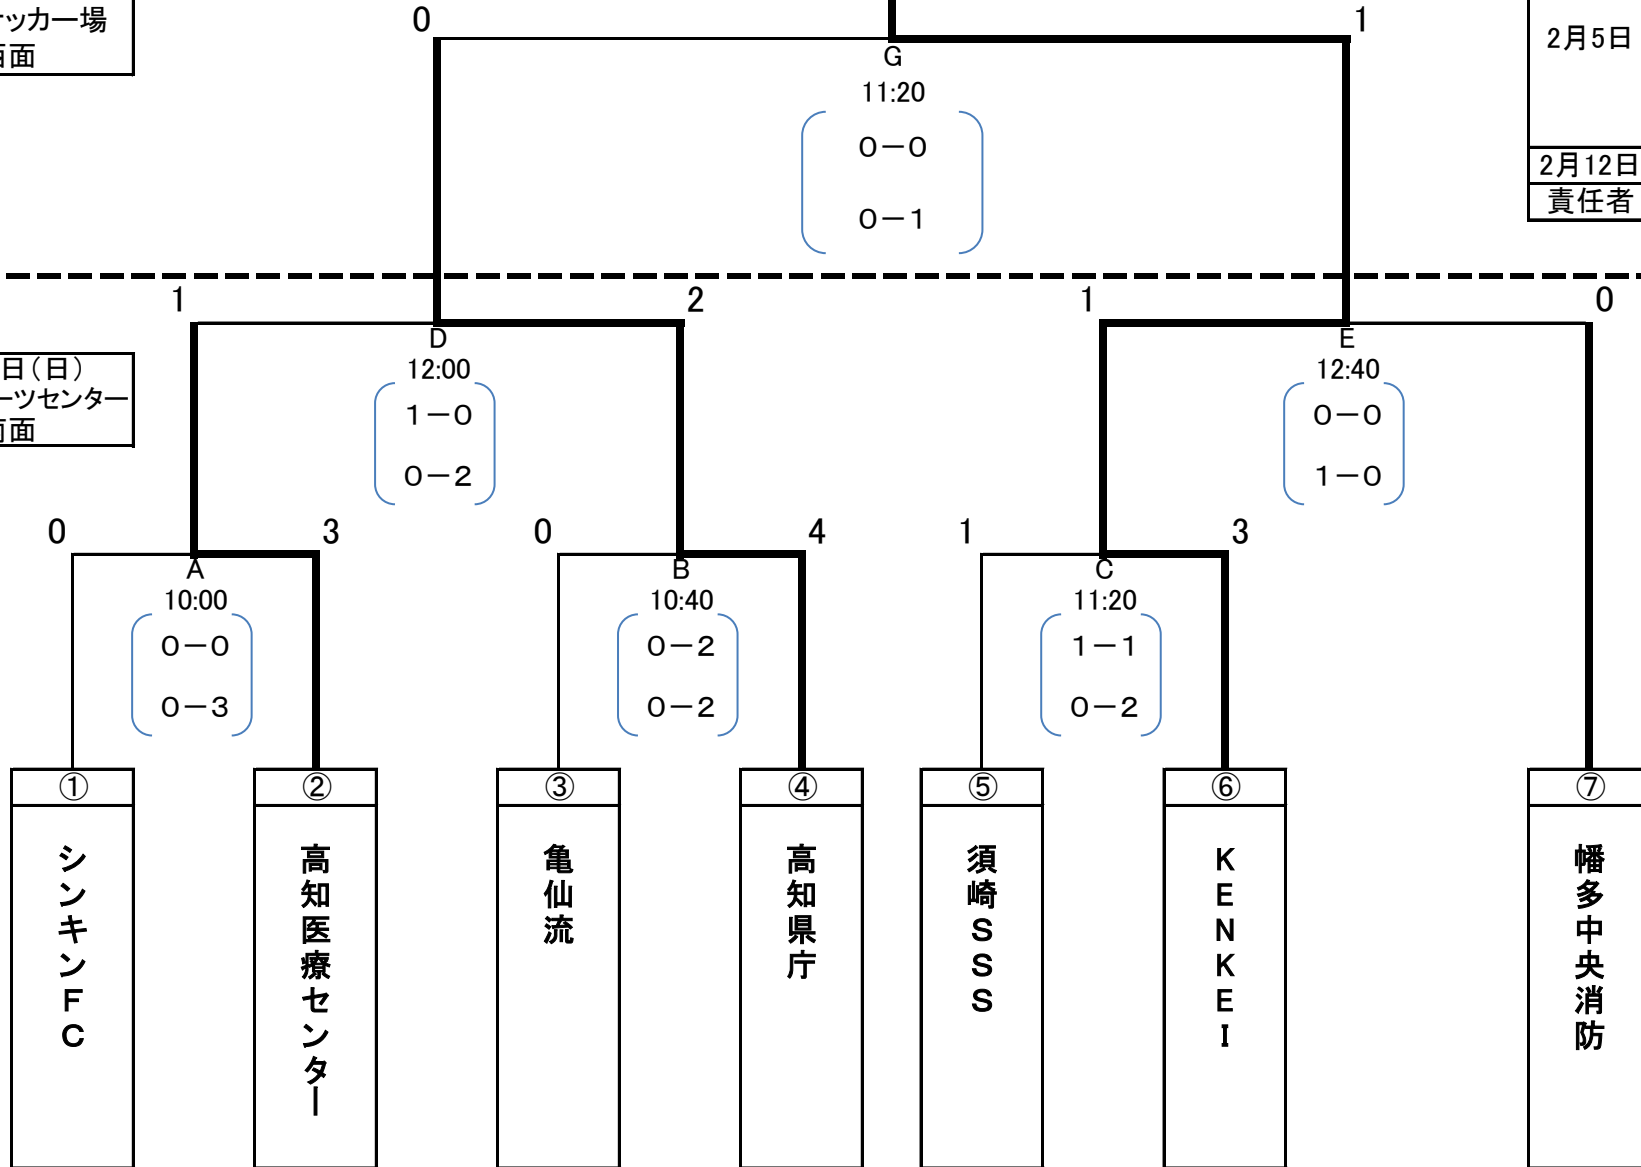 ッカー場
面
0
1
G
11:20
0－0
0－1
2月5日
2月12日
責任者
1
2
1
0
D
12:00
1－0
0－2
E
12:40
0－0
1－0
日（日）
ーツセンター
面
0
3
0
4
1
3
A
10:00
0－0
0－3
B
10:40
0－2
0－2
C
11:20
1－1
0－2
①
②
③
④
⑤
⑥
⑦
シンキンFC
高知医療センター
亀仙流
高知県庁
須崎SSS
KENKEI
幡多中央消防